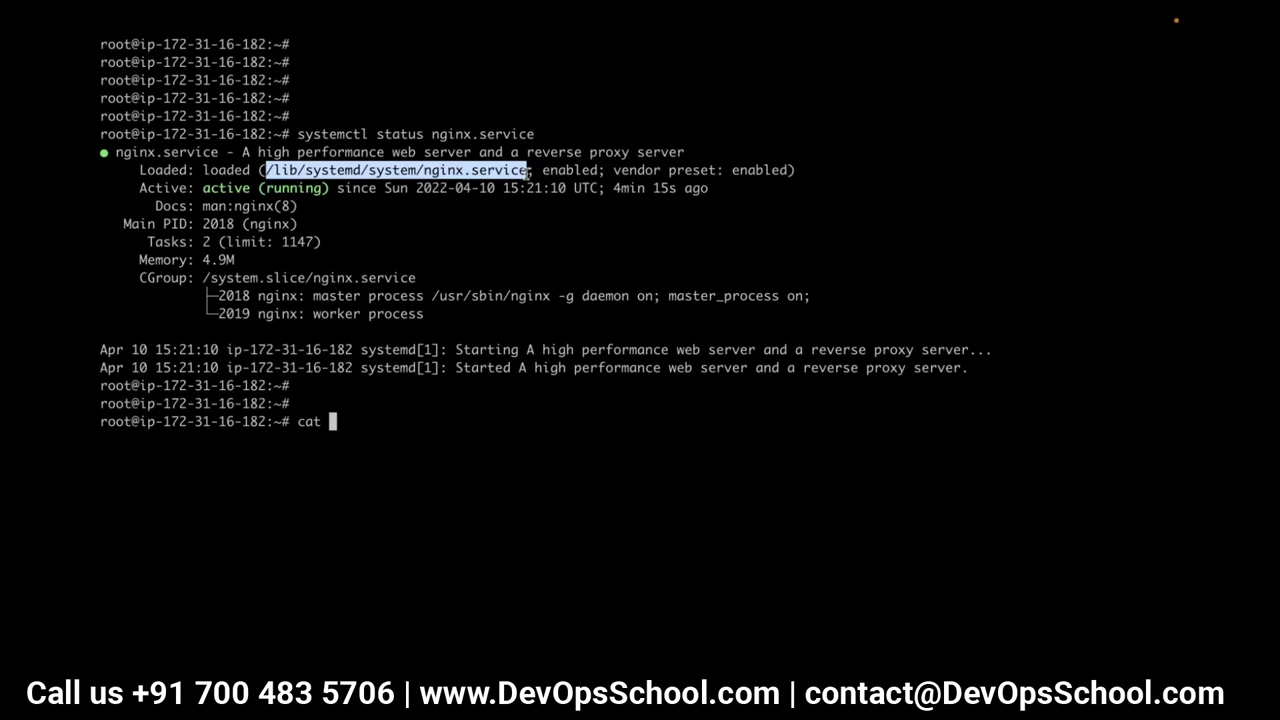 root@ip-172-31-16-182:~#
root@ip-172-31-16-182:~#
root@ip-172-31-16-182:~#
root@ip-172-31-16-182:~#
root@ip-172-31-16-182:~#
root@ip-172-31-16-182:~# systemctl status nginx.service
● nginx.service - A high performance web server and a reverse proxy server
Loaded: loaded (/lib/systemd/system/nginx.service; enabled; vendor preset: enabled)
Active: active (running) since Sun 2022-04-10 15:21:10 UTC; 4min 15s ago
Docs: man:nginx(8)
Main PID: 2018 (nginx)
Tasks: 2 (limit: 1147)
Memory: 4.9M
CGroup: /system.slice/nginx.service
├─2018 nginx: master process /usr/sbin/nginx -g daemon on; master_process on;
└─2019 nginx: worker process
Apr 10 15:21:10 ip-172-31-16-182 systemd[1]: Starting A high performance web server and a reverse proxy server...
Apr 10 15:21:10 ip-172-31-16-182 systemd[1]: Started A high performance web server and a reverse proxy server.
root@ip-172-31-16-182:~#
root@ip-172-31-16-182:~#
root@ip-172-31-16-182:~# cat
Call us +91 700 483 5706 | www.DevOpsSchool.com | contact@DevOpsSchool.com